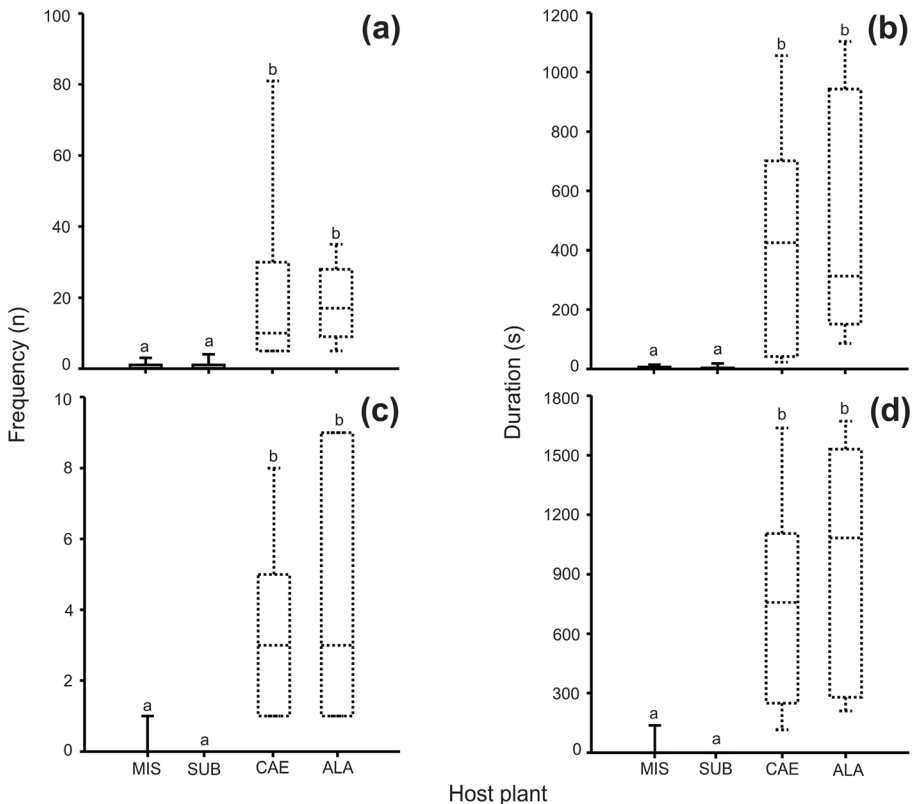 (a)
100
80
60
40
20
0
a
a
b
b
(b)
1200
1000
800
600
400
200
0
a
a
b
b
Frequency (n)
Duration (s)
(c)
10
8
6
4
2
0
a
a
b
b
MIS SUB CAE ALA
(d)
1800
1500
1200
900
600
300
0
a
a
b
b
MIS SUB CAE ALA
Host plant